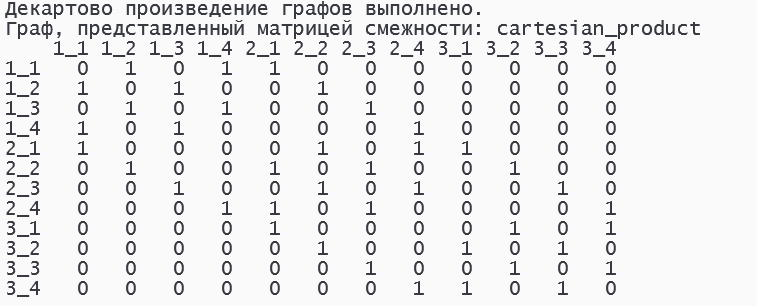 Декартово произведение графов выполнено.
Граф, представленный матрицей смежности: cartesian_product
1_1 1_2 1_3 1_4 2_1 2_2 2_3 2_4 3_1 3_2 3_3 3_4
1_1 0 1 0 1 1 0 0 0 0 0 0 0
1_2 1 0 1 0 0 1 0 0 0 0 0 0
1_3 0 1 0 1 0 0 1 0 0 0 0 0
1_4 1 0 1 0 0 0 0 1 0 0 0 0
2_1 1 0 0 0 0 1 0 1 1 0 0 0
2_2 0 1 0 0 1 0 1 0 0 1 0 0
2_3 0 0 1 0 0 1 0 1 0 0 1 0
2_4 0 0 0 1 1 0 1 0 0 0 0 1
3_1 0 0 0 0 1 0 0 0 0 1 0 1
3_2 0 0 0 0 0 1 0 0 1 0 1 0
3_3 0 0 0 0 0 0 1 0 0 1 0 1
3_4 0 0 0 0 0 0 0 1 1 0 1 0